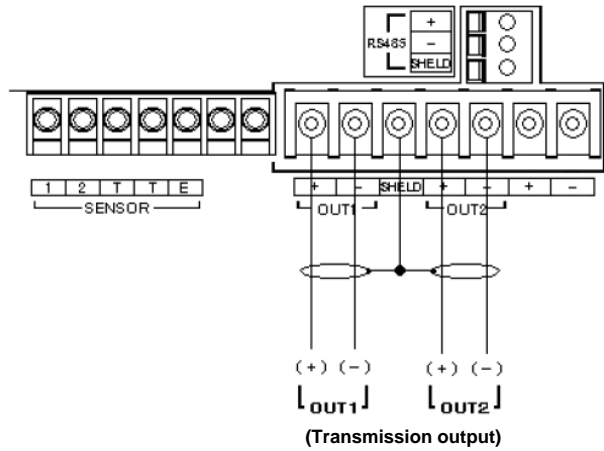 RS485
+
-
SHELD
1 2 T T E
SENSOR
+ - SHELD + - + -
OUT1 OUT2
(+) (-) (+) (-)
OUT1 OUT2
(Transmission output)